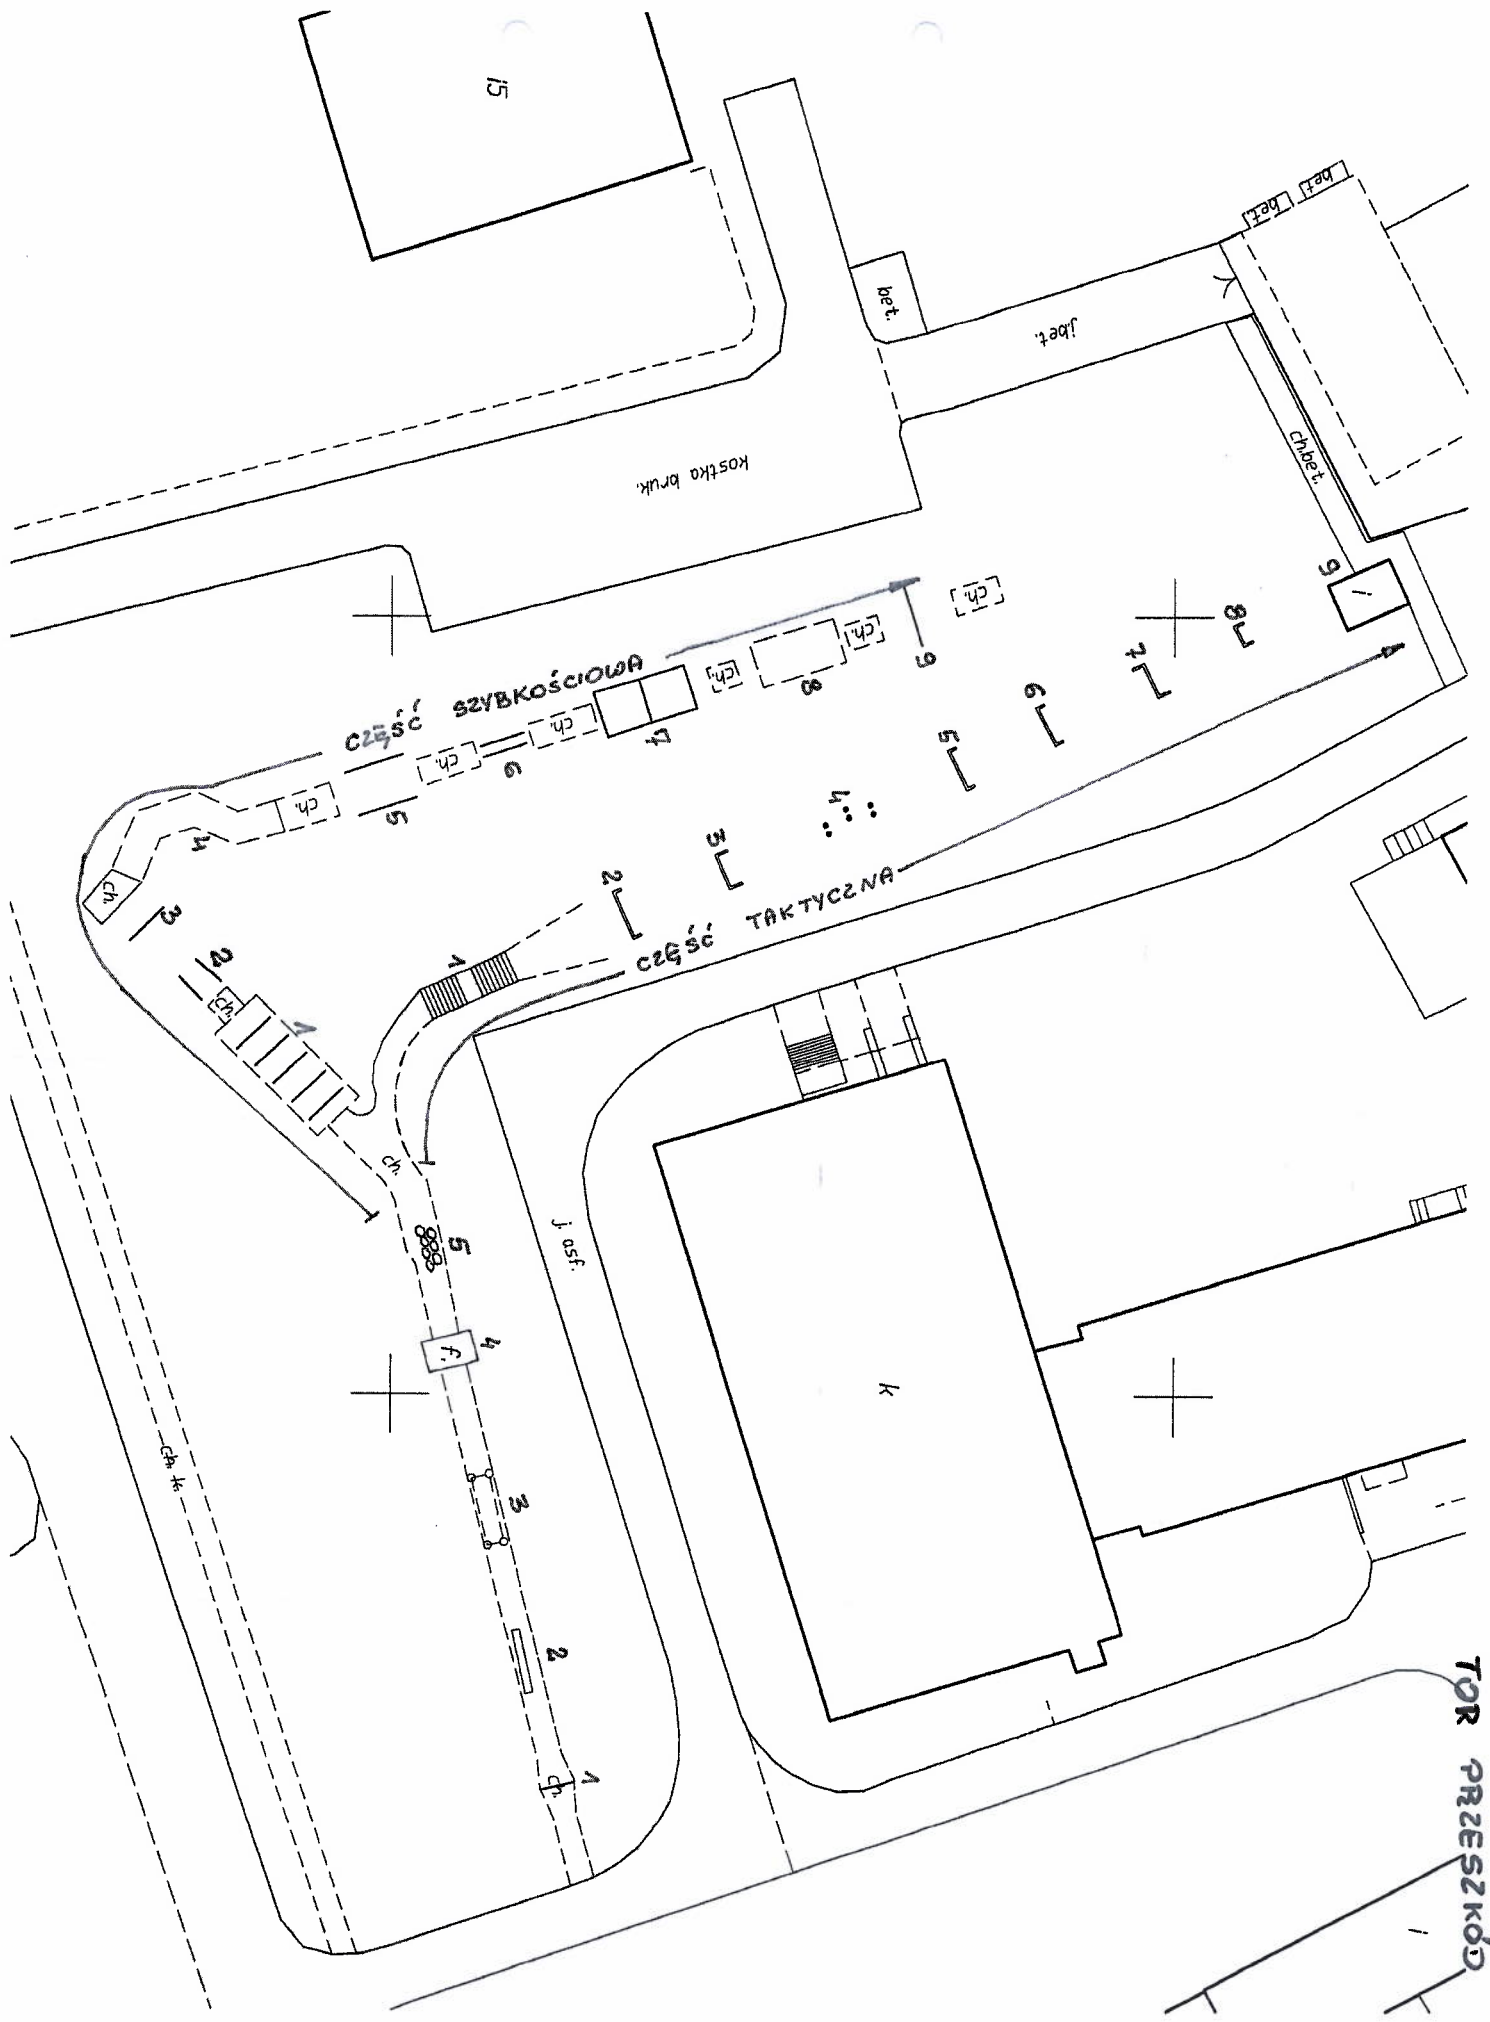 TOR PRZESZKÓD
i5
bet.
bet.
bet.
j.bet.
ch.bet.
kostka bruk.
9
i
8
7
6
5
4
3
2
1
CZĘŚĆ TAKTYCZNA
CZĘŚĆ SZYBKOŚCIOWA
ch.
9
ch.
8
ch.
7
ch.
6
ch.
5
ch.
4
ch.
3
2
ch.
1
ch.
5
4
f.
3
2
1
ch.
j. asf.
k
ch. k.
i